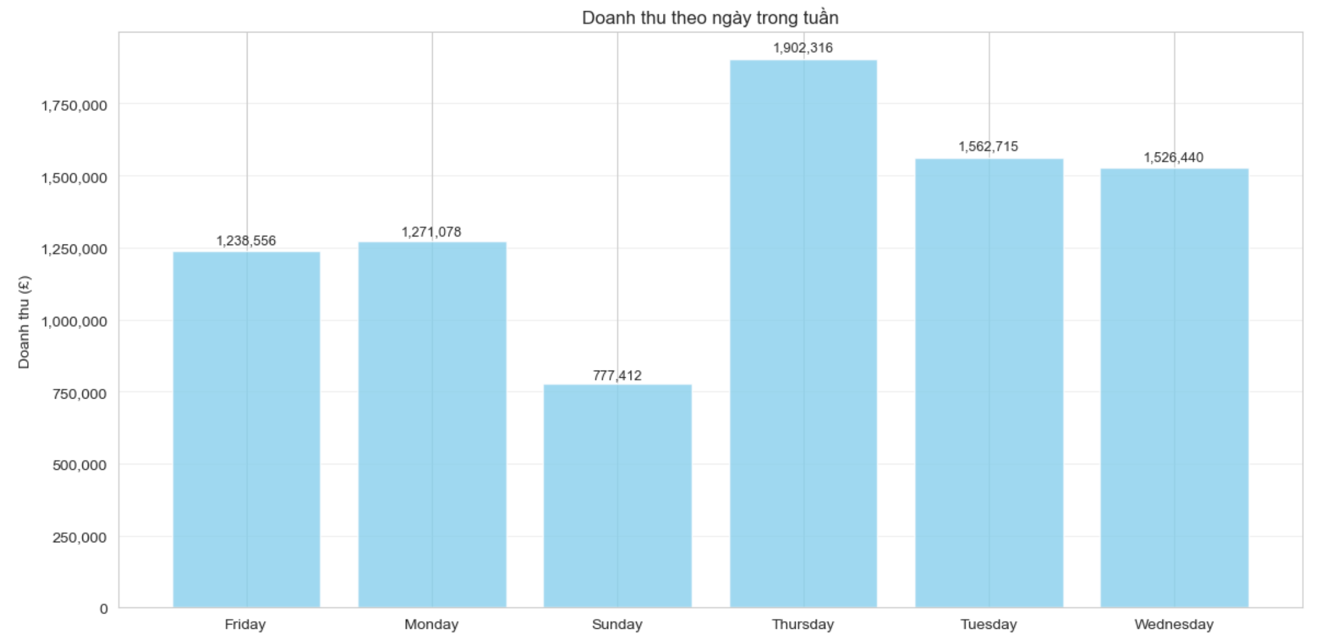 Doanh thu theo ngày trong tuần
Doanh thu (£)
1,750,000
1,500,000
1,250,000
1,000,000
750,000
500,000
250,000
0
1,238,556
1,271,078
777,412
1,902,316
1,562,715
1,526,440
Friday
Monday
Sunday
Thursday
Tuesday
Wednesday